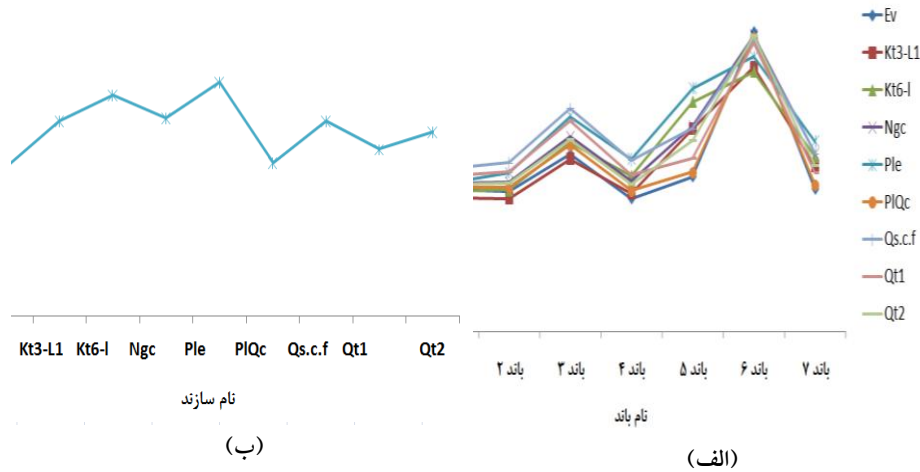 Ev
Kt3-L1
Kt6-l
Ngc
Ple
PlQc
Qs.c.f
Qt1
Qt2
باند ۲ باند ۳ باند ۴ باند ۵ باند ۶ باند ۷
نام باند
(الف)
Kt3-L1 Kt6-l Ngc Ple PlQc Qs.c.f Qt1 Qt2
نام سازند
(ب)